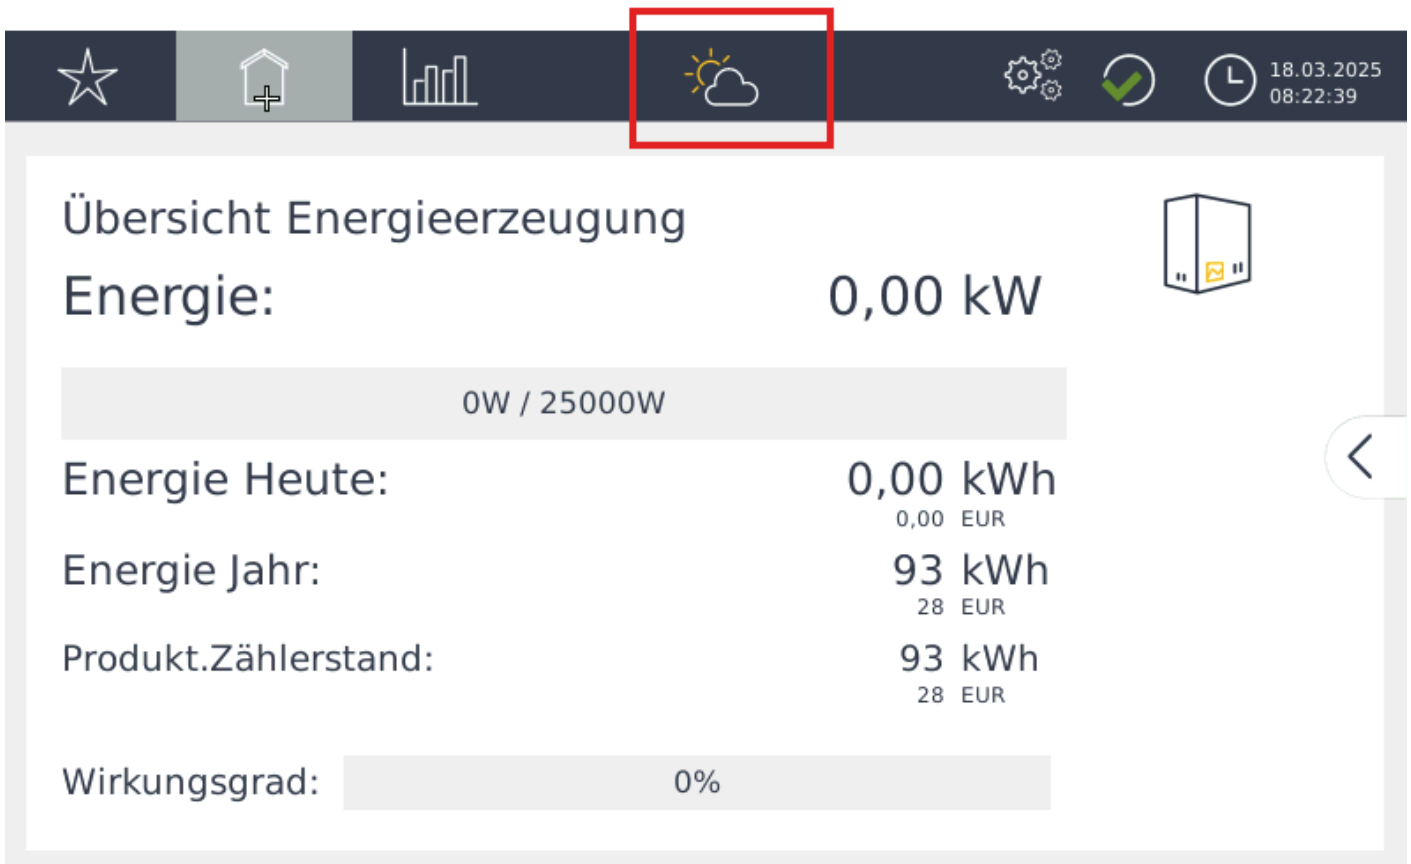 18.03.2025
08:22:39
Übersicht Energieerzeugung
Energie: 0,00 kW
0W / 25000W
Energie Heute: 0,00 kWh
0,00 EUR
Energie Jahr: 93 kWh
28 EUR
Produkt.Zählerstand: 93 kWh
28 EUR
Wirkungsgrad: 0%